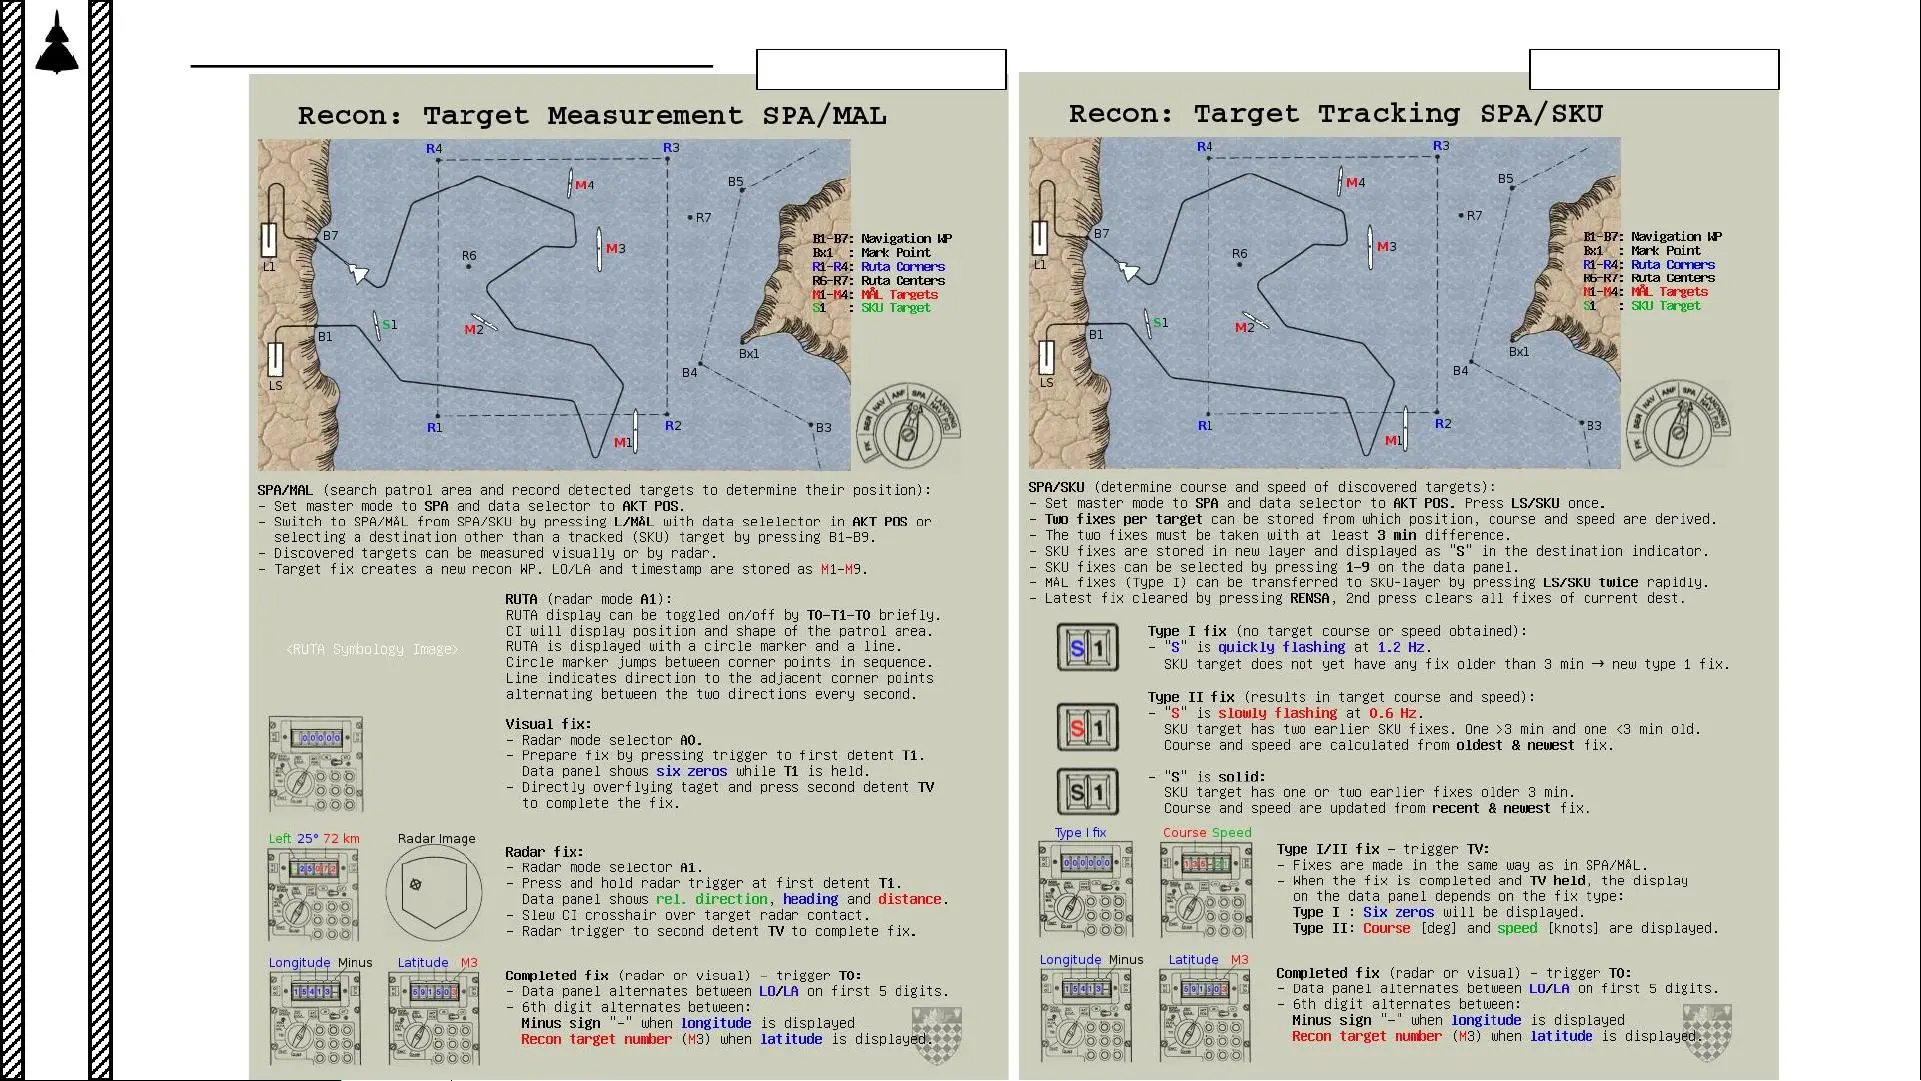 Recon: Target Measurement SPA/MAL
R4
R3
M4
B5
R7
B7
M3
R6
L1
B1-B7: Navigation WP
Bx1 : Mark Point
R1-R4: Ruta Corners
R6-R7: Ruta Centers
M1-M4: MÅL Targets
S1 : SKU Target
S1
M2
B1
Bx1
B4
LS
R1
R2
B3
M1
FK BER NAV ANF SPA LANDNING NAV P/O
SPA/MAL (search patrol area and record detected targets to determine their position):
- Set master mode to SPA and data selector to AKT POS.
- Switch to SPA/MÅL from SPA/SKU by pressing L/MÅL with data selelector in AKT POS or
selecting a destination other than a tracked (SKU) target by pressing B1-B9.
- Discovered targets can be measured visually or by radar.
- Target fix creates a new recon WP. LO/LA and timestamp are stored as M1-M9.
<RUTA Symbology Image>
RUTA (radar mode A1):
RUTA display can be toggled on/off by T0-T1-T0 briefly.
CI will display position and shape of the patrol area.
RUTA is displayed with a circle marker and a line.
Circle marker jumps between corner points in sequence.
Line indicates direction to the adjacent corner points
alternating between the two directions every second.
Visual fix:
- Radar mode selector A0.
- Prepare fix by pressing trigger to first detent T1.
Data panel shows six zeros while T1 is held.
- Directly overflying taget and press second detent TV
to complete the fix.
Left 25° 72 km
Radar Image
Radar fix:
- Radar mode selector A1.
- Press and hold radar trigger at first detent T1.
Data panel shows rel. direction, heading and distance.
- Slew CI crosshair over target radar contact.
- Radar trigger to second detent TV to complete fix.
Longitude Minus
Latitude M3
15413-
591503
Completed fix (radar or visual) - trigger T0:
- Data panel alternates between LO/LA on first 5 digits.
- 6th digit alternates between:
Minus sign "-" when longitude is displayed
Recon target number (M3) when latitude is displayed.
Recon: Target Tracking SPA/SKU
R4
R3
M4
B5
R7
B7
M3
R6
L1
B1-B7: Navigation WP
Bx1 : Mark Point
R1-R4: Ruta Corners
R6-R7: Ruta Centers
M1-M4: MÅL Targets
S1 : SKU Target
S1
M2
B1
Bx1
B4
LS
R1
R2
B3
M1
FK BER NAV ANF SPA LANDNING NAV P/O
SPA/SKU (determine course and speed of discovered targets):
- Set master mode to SPA and data selector to AKT POS. Press LS/SKU once.
- Two fixes per target can be stored from which position, course and speed are derived.
- The two fixes must be taken with at least 3 min difference.
- SKU fixes are stored in new layer and displayed as "S" in the destination indicator.
- SKU fixes can be selected by pressing 1-9 on the data panel.
- MAL fixes (Type I) can be transferred to SKU-layer by pressing LS/SKU twice rapidly.
- Latest fix cleared by pressing RENSA, 2nd press clears all fixes of current dest.
S1
Type I fix (no target course or speed obtained):
- "S" is quickly flashing at 1.2 Hz.
SKU target does not yet have any fix older than 3 min → new type 1 fix.
S1
Type II fix (results in target course and speed):
- "S" is slowly flashing at 0.6 Hz.
SKU target has two earlier SKU fixes. One >3 min and one <3 min old.
Course and speed are calculated from oldest & newest fix.
S1
- "S" is solid:
SKU target has one or two earlier fixes older 3 min.
Course and speed are updated from recent & newest fix.
Type I fix
Course Speed
000000
Type I/II fix - trigger TV:
- Fixes are made in the same way as in SPA/MAL.
- When the fix is completed and TV held, the display
on the data panel depends on the fix type:
Type I : Six zeros will be displayed.
Type II: Course [deg] and speed [knots] are displayed.
Longitude Minus
Latitude M3
15413-
591503
Completed fix (radar or visual) - trigger T0:
- Data panel alternates between LO/LA on first 5 digits.
- 6th digit alternates between:
Minus sign "-" when longitude is displayed
Recon target number (M3) when latitude is displayed.